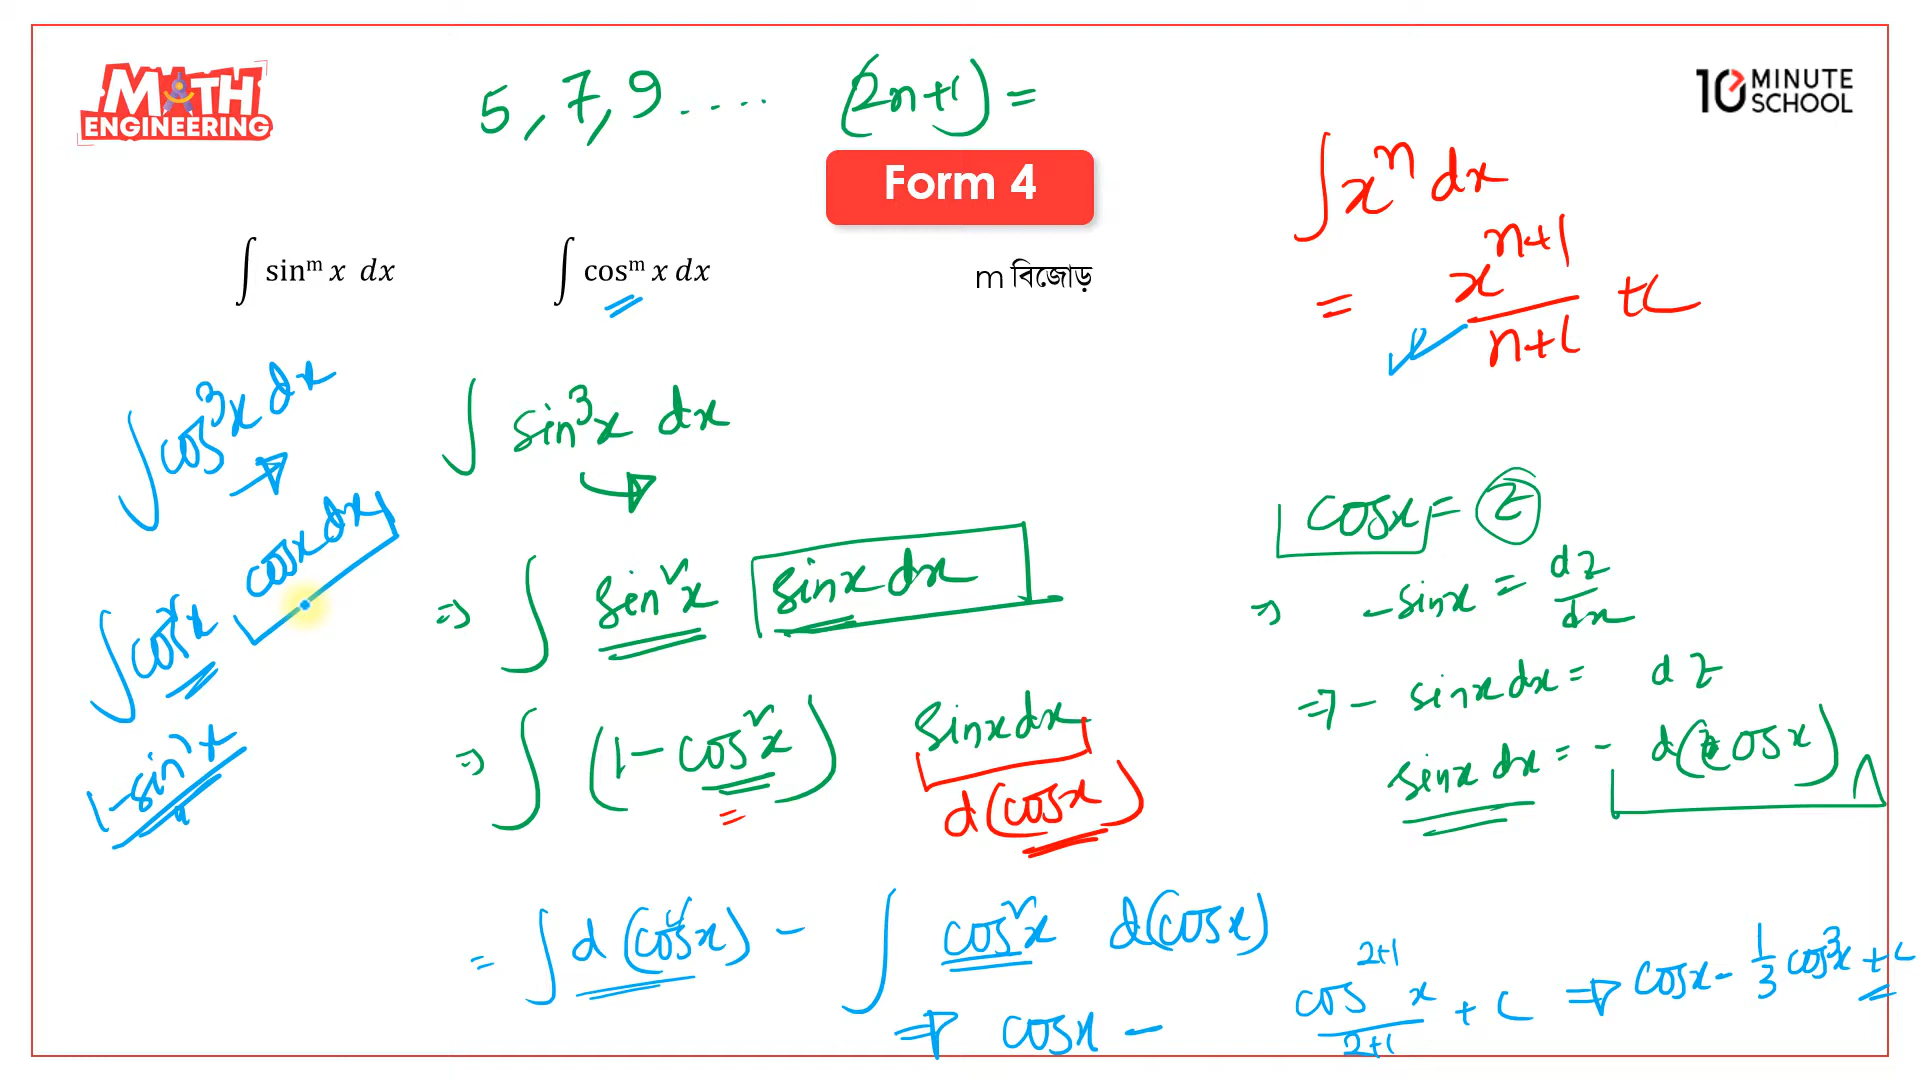 MATH
ENGINEERING
5, 7, 9 .... (2n+1) =
10 MINUTE
SCHOOL
Form 4
∫ sinᵐ x dx ∫ cosᵐ x dx m বিজোড়
∫ xⁿ dx
= xⁿ⁺¹/(n+1) + c
∫ cos³x dx
∫ cos²x cosx dx
1 - sin²x
∫ sin³x dx
⇒ ∫ sin²x sinx dx
⇒ ∫ (1 - cos²x) sinx dx
d(cosx)
cosx = z
⇒ - sinx = dz/dx
⇒ - sinx dx = dz
sinx dx = - d(cosx)
= ∫ d(cosx) - ∫ cos²x d(cosx)
⇒ cosx - cos²⁺¹x/(2+1) + c ⇒ cosx - 1/3 cos³x + c